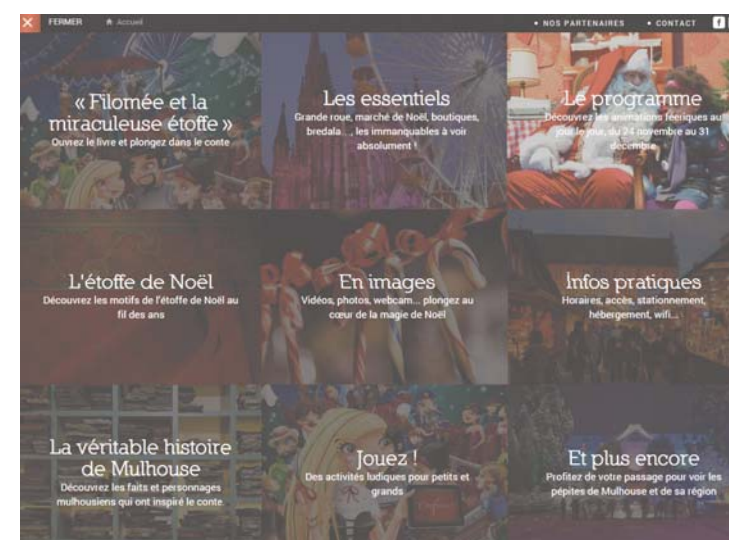 FERMER
Accueil
• NOS PARTENAIRES
• CONTACT
f
« Filomée et la
miraculeuse étoffe »
Ouvrez le livre et plongez dans le conte
Les essentiels
Grande roue, marché de Noël, boutiques,
bredala..., les immanquables à voir
absolument !
Le programme
Découvrez les animations féeriques au
jour le jour, du 24 novembre au 31
décembre
L'étoffe de Noël
Découvrez les motifs de l'étoffe de Noël au
fil des ans
En images
Vidéos, photos, webcam... plongez au
cœur de la magie de Noël
Infos pratiques
Horaires, accès, stationnement,
hébergement, wifi...
La véritable histoire
de Mulhouse
Découvrez les faits et personnages
mulhousiens qui ont inspiré le conte
Jouez !
Des activités ludiques pour petits et
grands
Et plus encore
Profitez de votre passage pour voir les
pépites de Mulhouse et de sa région